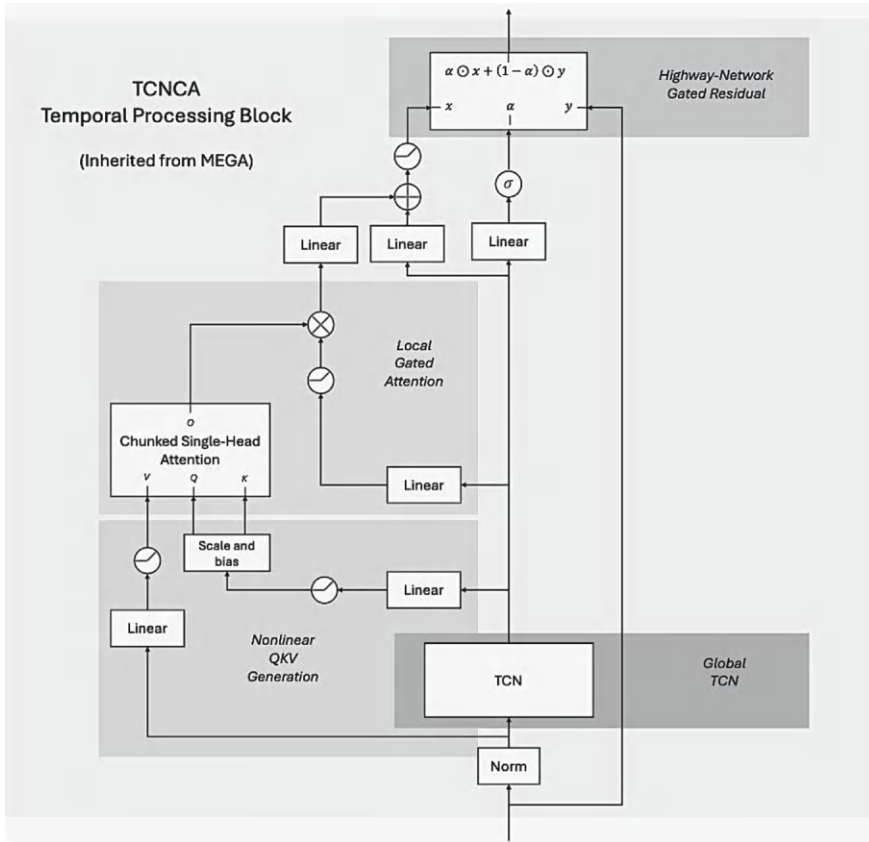 TCNCA
Temporal Processing Block
(Inherited from MEGA)
α ⊙ x + (1 − α) ⊙ y
x
α
y
Highway-Network
Gated Residual
σ
Linear
Linear
Linear
Local
Gated
Attention
O
Chunked Single-Head
Attention
V
Q
K
Linear
Scale and
bias
Linear
Linear
Nonlinear
QKV
Generation
TCN
Global
TCN
Norm